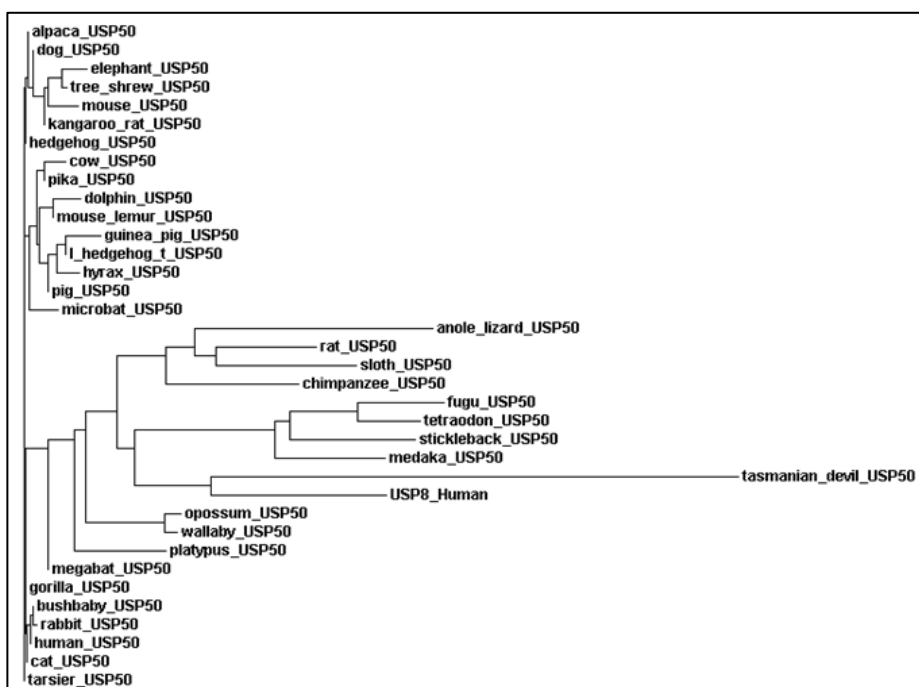 alpaca_USP50
dog_USP50
elephant_USP50
tree_shrew_USP50
mouse_USP50
kangaroo_rat_USP50
hedgehog_USP50
cow_USP50
pika_USP50
dolphin_USP50
mouse_lemur_USP50
guinea_pig_USP50
l_hedgehog_t_USP50
hyrax_USP50
pig_USP50
microbat_USP50
anole_lizard_USP50
rat_USP50
sloth_USP50
chimpanzee_USP50
fugu_USP50
tetraodon_USP50
stickleback_USP50
medaka_USP50
tasmanian_devil_USP50
USP8_Human
opossum_USP50
wallaby_USP50
platypus_USP50
megabat_USP50
gorilla_USP50
bushbaby_USP50
rabbit_USP50
human_USP50
cat_USP50
tarsier_USP50